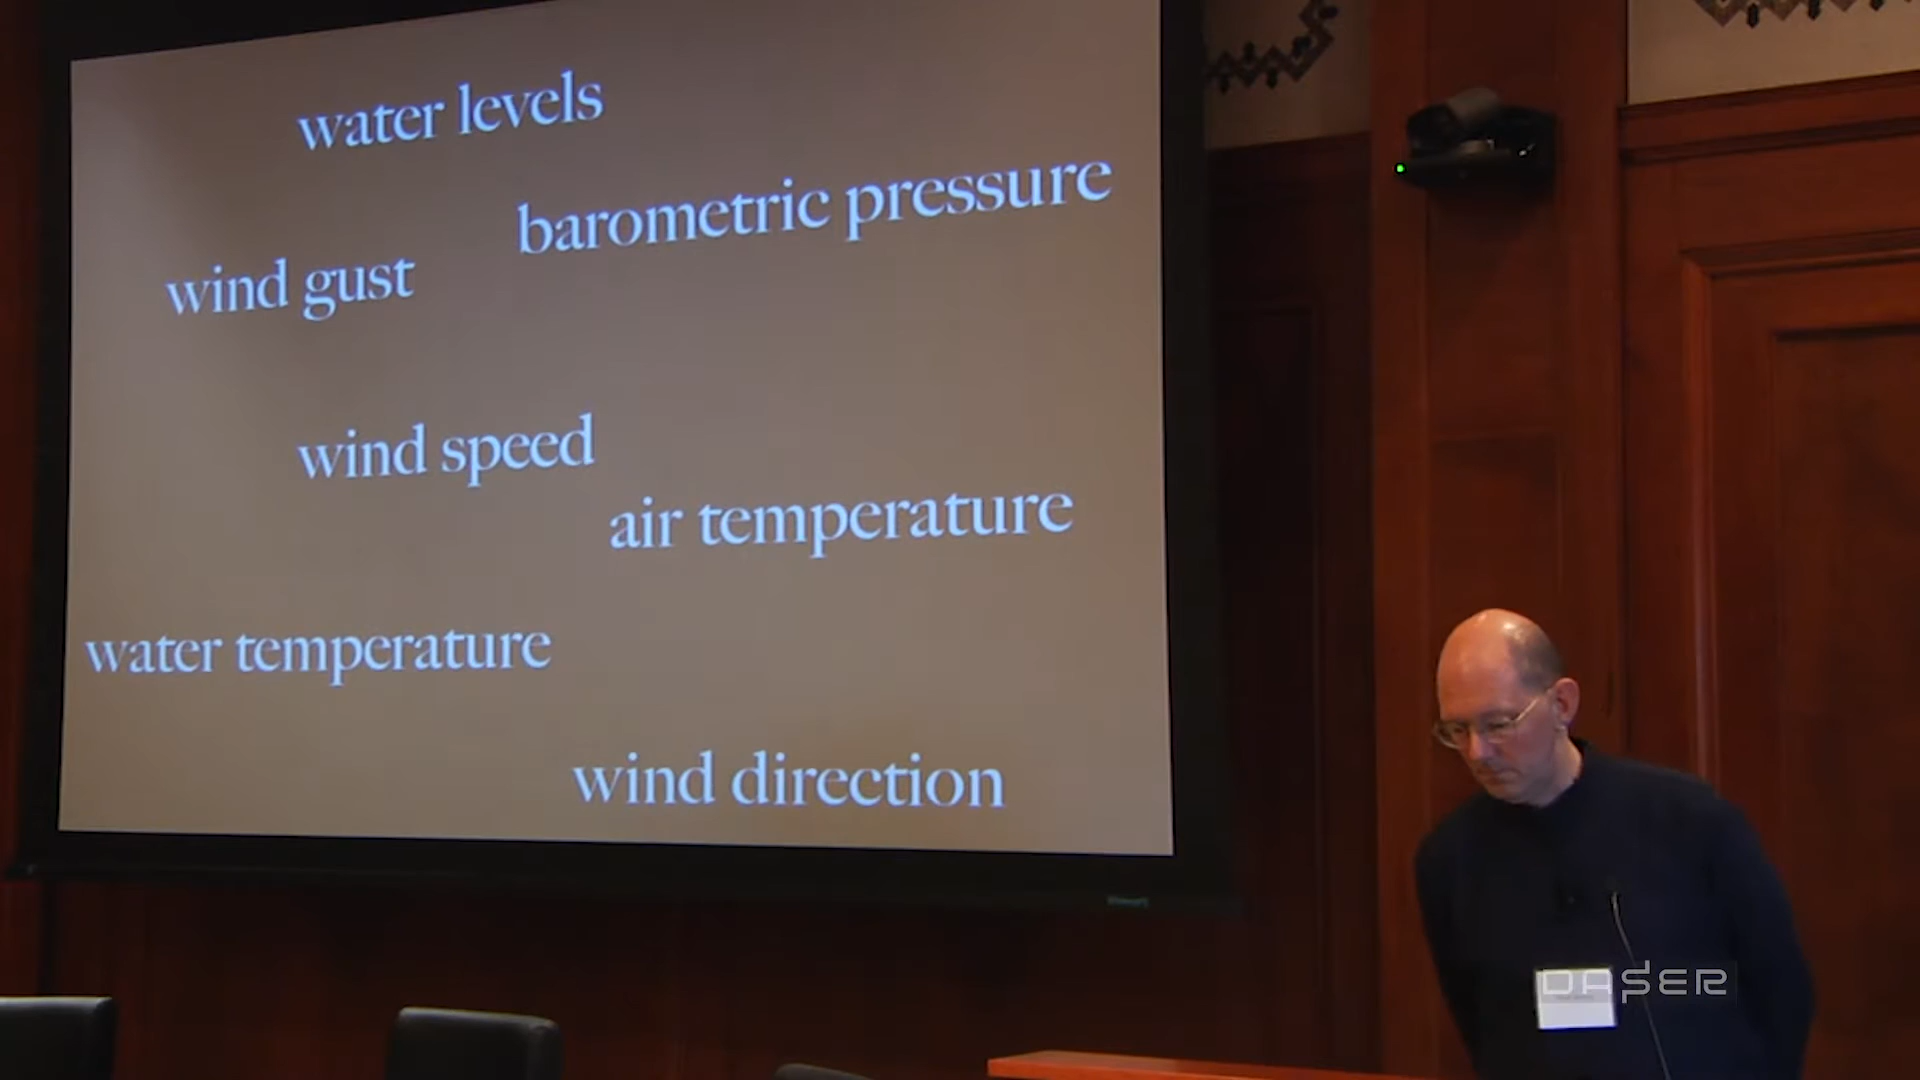 water levels
barometric pressure
wind gust
wind speed
air temperature
water temperature
wind direction
DASER